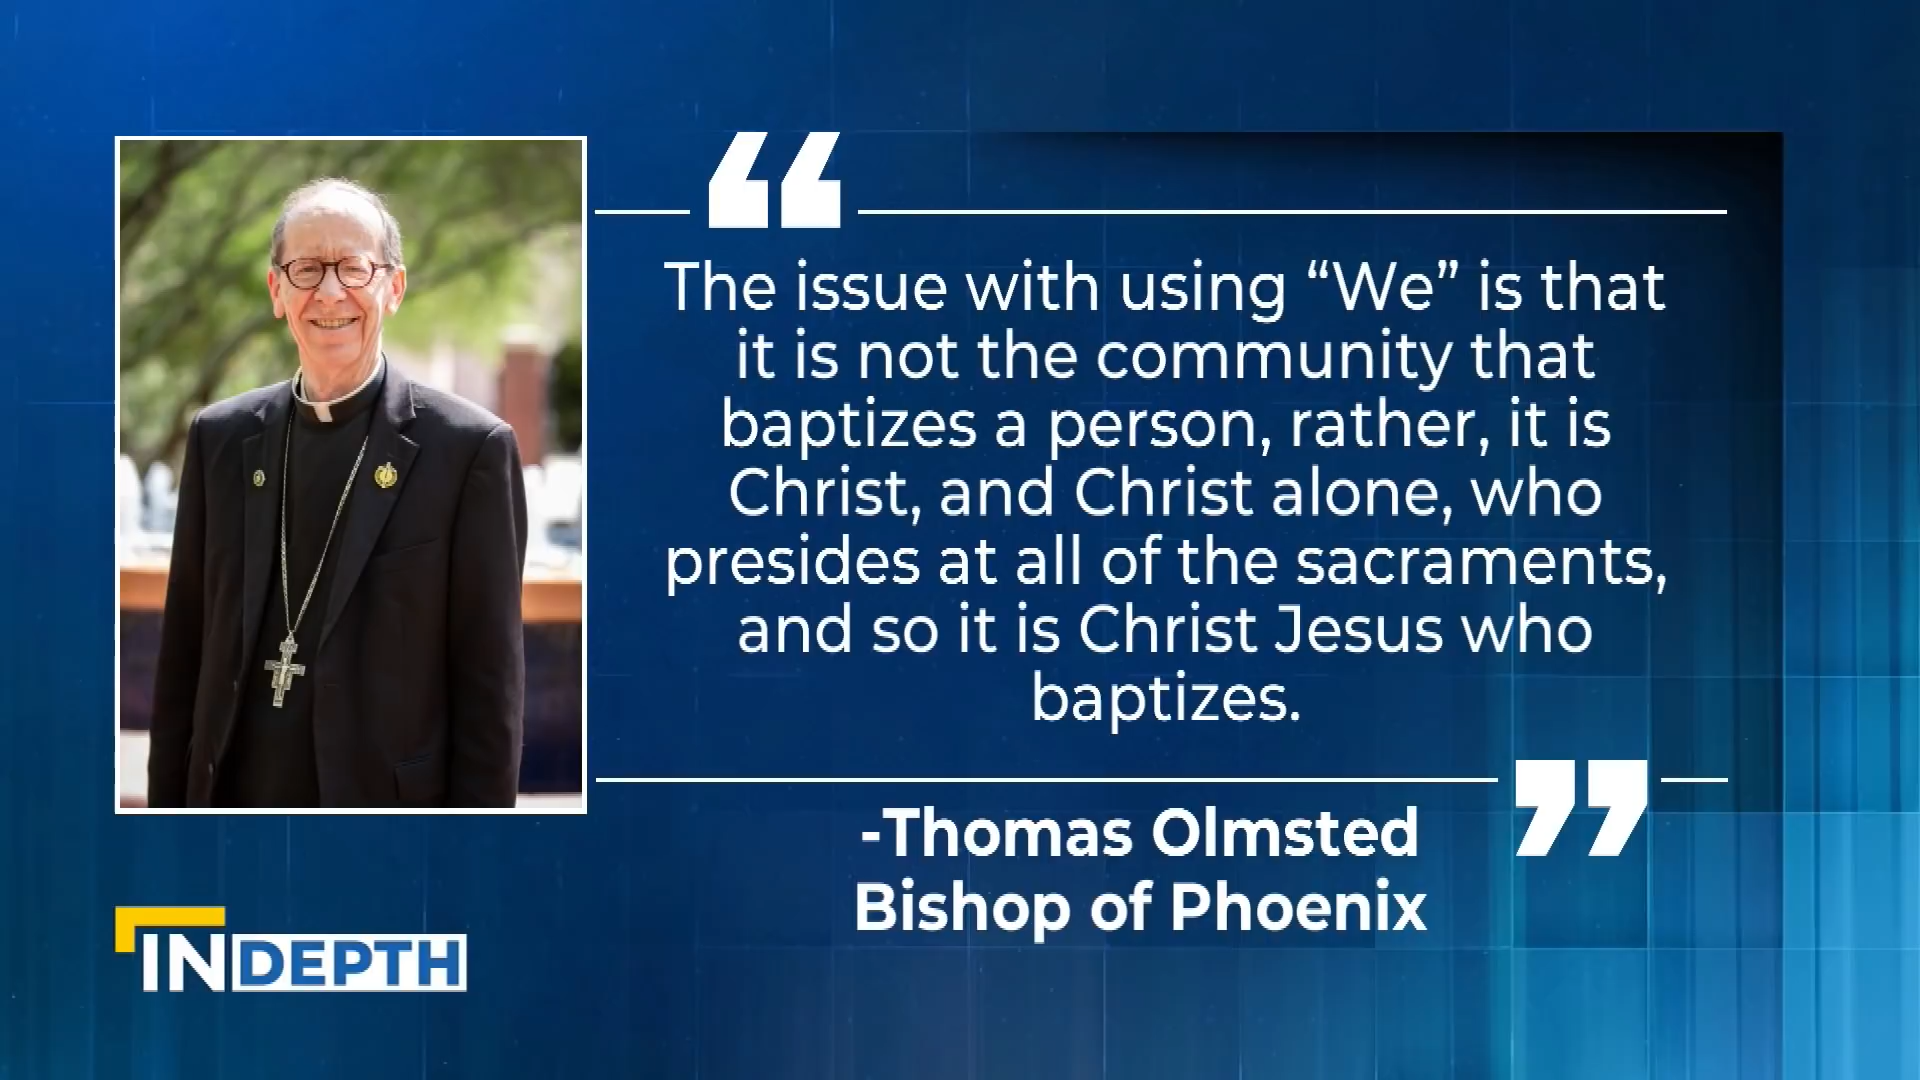 “
The issue with using “We” is that
it is not the community that
baptizes a person, rather, it is
Christ, and Christ alone, who
presides at all of the sacraments,
and so it is Christ Jesus who
baptizes.
”
-Thomas Olmsted
Bishop of Phoenix
INDEPTH